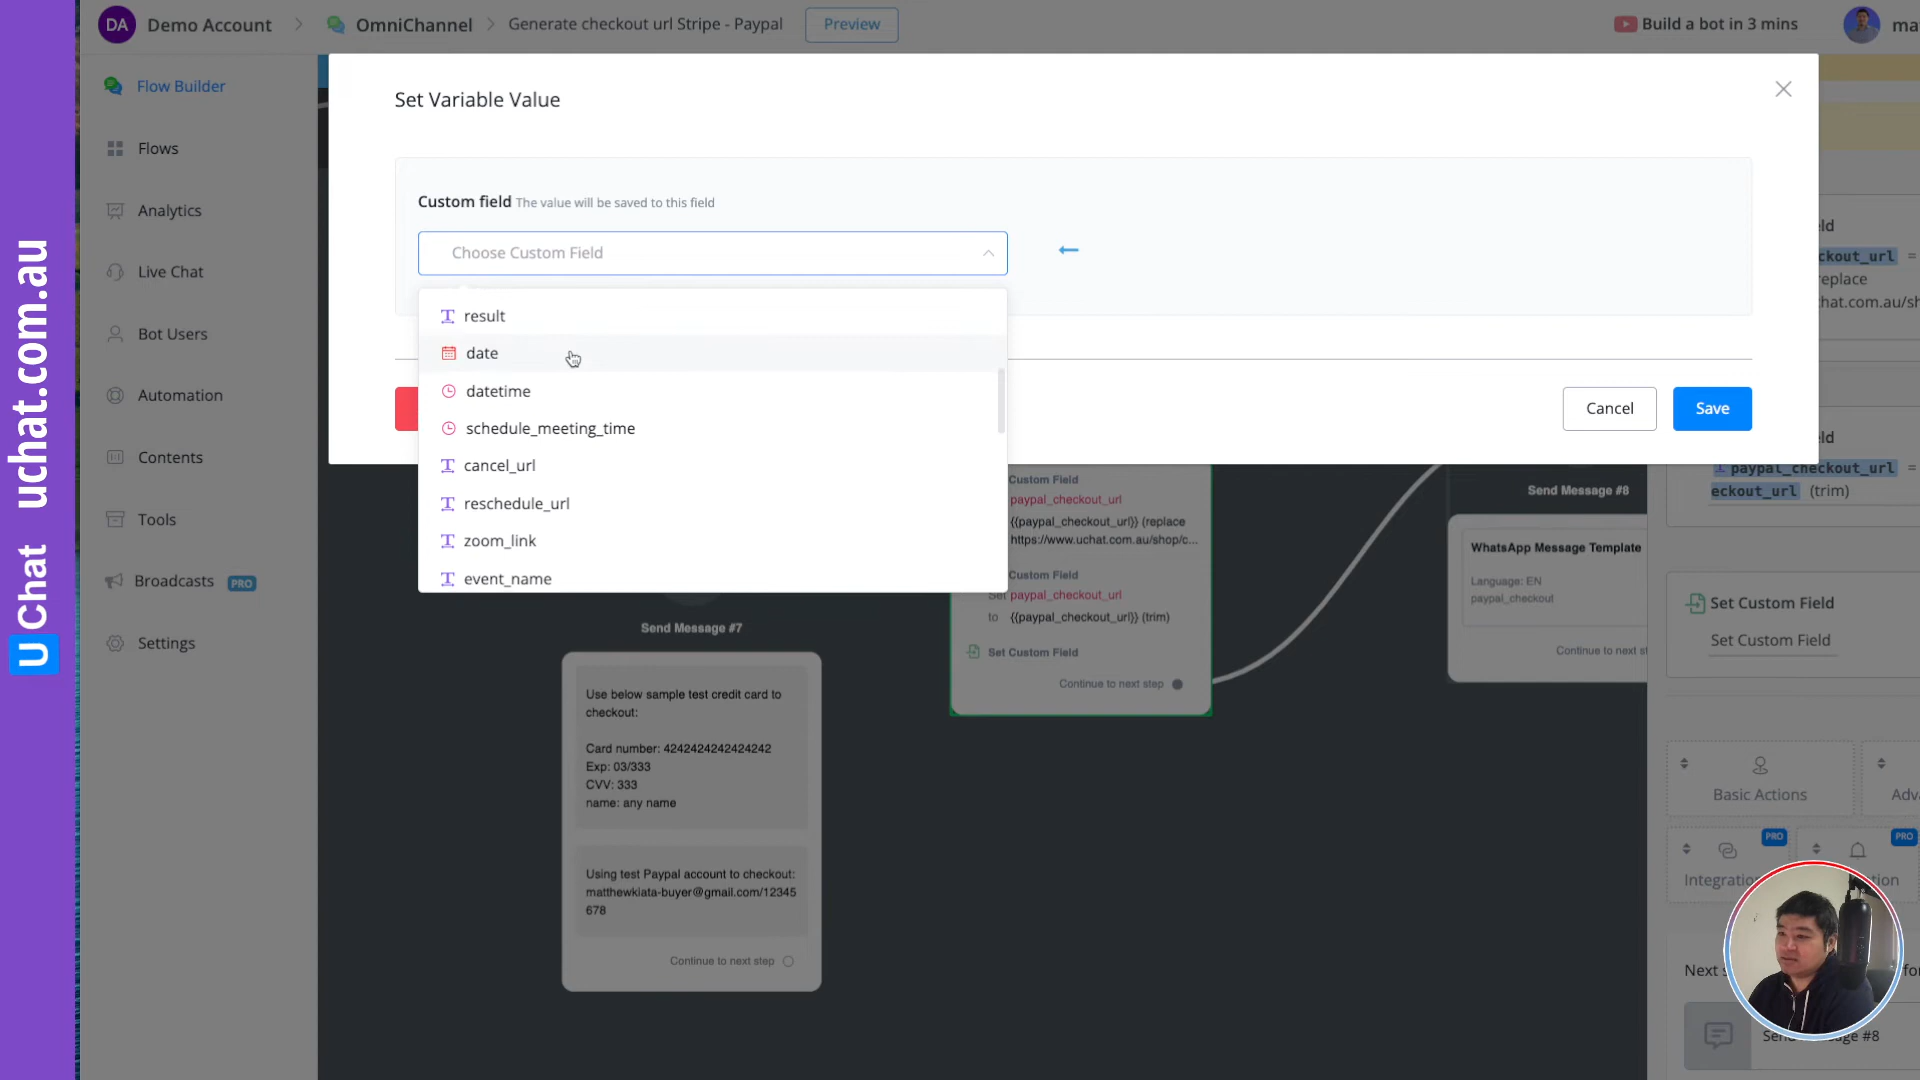 DA Demo Account
OmniChannel
Generate checkout url Stripe - Paypal
Preview
Build a bot in 3 mins
Flow Builder
Flows
Analytics
Live Chat
Bot Users
Automation
Contents
Tools
Broadcasts PRO
Settings
U UChat uchat.com.au
Set Variable Value
Custom field The value will be saved to this field
Choose Custom Field
result
date
datetime
schedule_meeting_time
cancel_url
reschedule_url
zoom_link
event_name
Cancel
Save
Send Message #7
Use below sample test credit card to
checkout:
Card number: 4242424242424242
Exp: 03/333
CVV: 333
name: any name
Using test Paypal account to checkout:
matthewkiata-buyer@gmail.com/12345
678
Continue to next step
Custom Field
paypal_checkout_url
{{paypal_checkout_url}} (replace
https://www.uchat.com.au/shop/c...
Custom Field
Set paypal_checkout_url
to {{paypal_checkout_url}} (trim)
Set Custom Field
Continue to next step
Send Message #8
WhatsApp Message Template
Language: EN
paypal_checkout
Continue to next st
ckout_url =
eplace
hat.com.au/sh
paypal_checkout_url =
eckout_url (trim)
Set Custom Field
Set Custom Field
Basic Actions
PRO
PRO